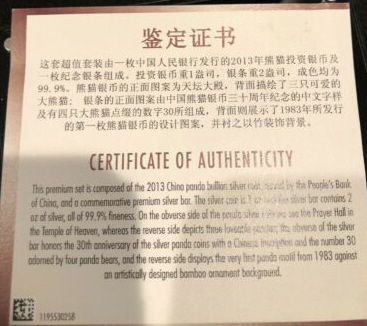 鉴定证书
这套超值套装由一枚中国人民银行发行的2013年熊猫投资银币及
一枚纪念银条组成。投资银币重1盎司，银条重2盎司，成色均为
99.9%。熊猫银币的正面图案为天坛大殿，背面描绘了三只可爱的
大熊猫； 银条的正面图案由中国熊猫银币三十周年纪念的中文字样
及有四只大熊猫点缀的数字30所组成，背面则展示了1983年所发行
的第一枚熊猫银币的设计图案，并衬之以竹装饰背景。
CERTIFICATE OF AUTHENTICITY
This premium set is composed of the 2013 China panda bullion silver coin, issued by the People's Bank
of China, and a commemorative premium silver bar. The silver coin is 1 silver bar contains 2
oz of silver, all of 99.9% fineness. On the obverse side of the panda silver see the Prayer Hall in
the Temple of Heaven, whereas the reverse side depicts three loveable pandas; the obverse of the silver
bar honors the 30th anniversary of the silver panda coins with a Chinese inscription and the number 30
adorned by four panda bears, and the reverse side displays the very first panda motif from 1983 against
an artistically designed bamboo ornament background.
1195530258